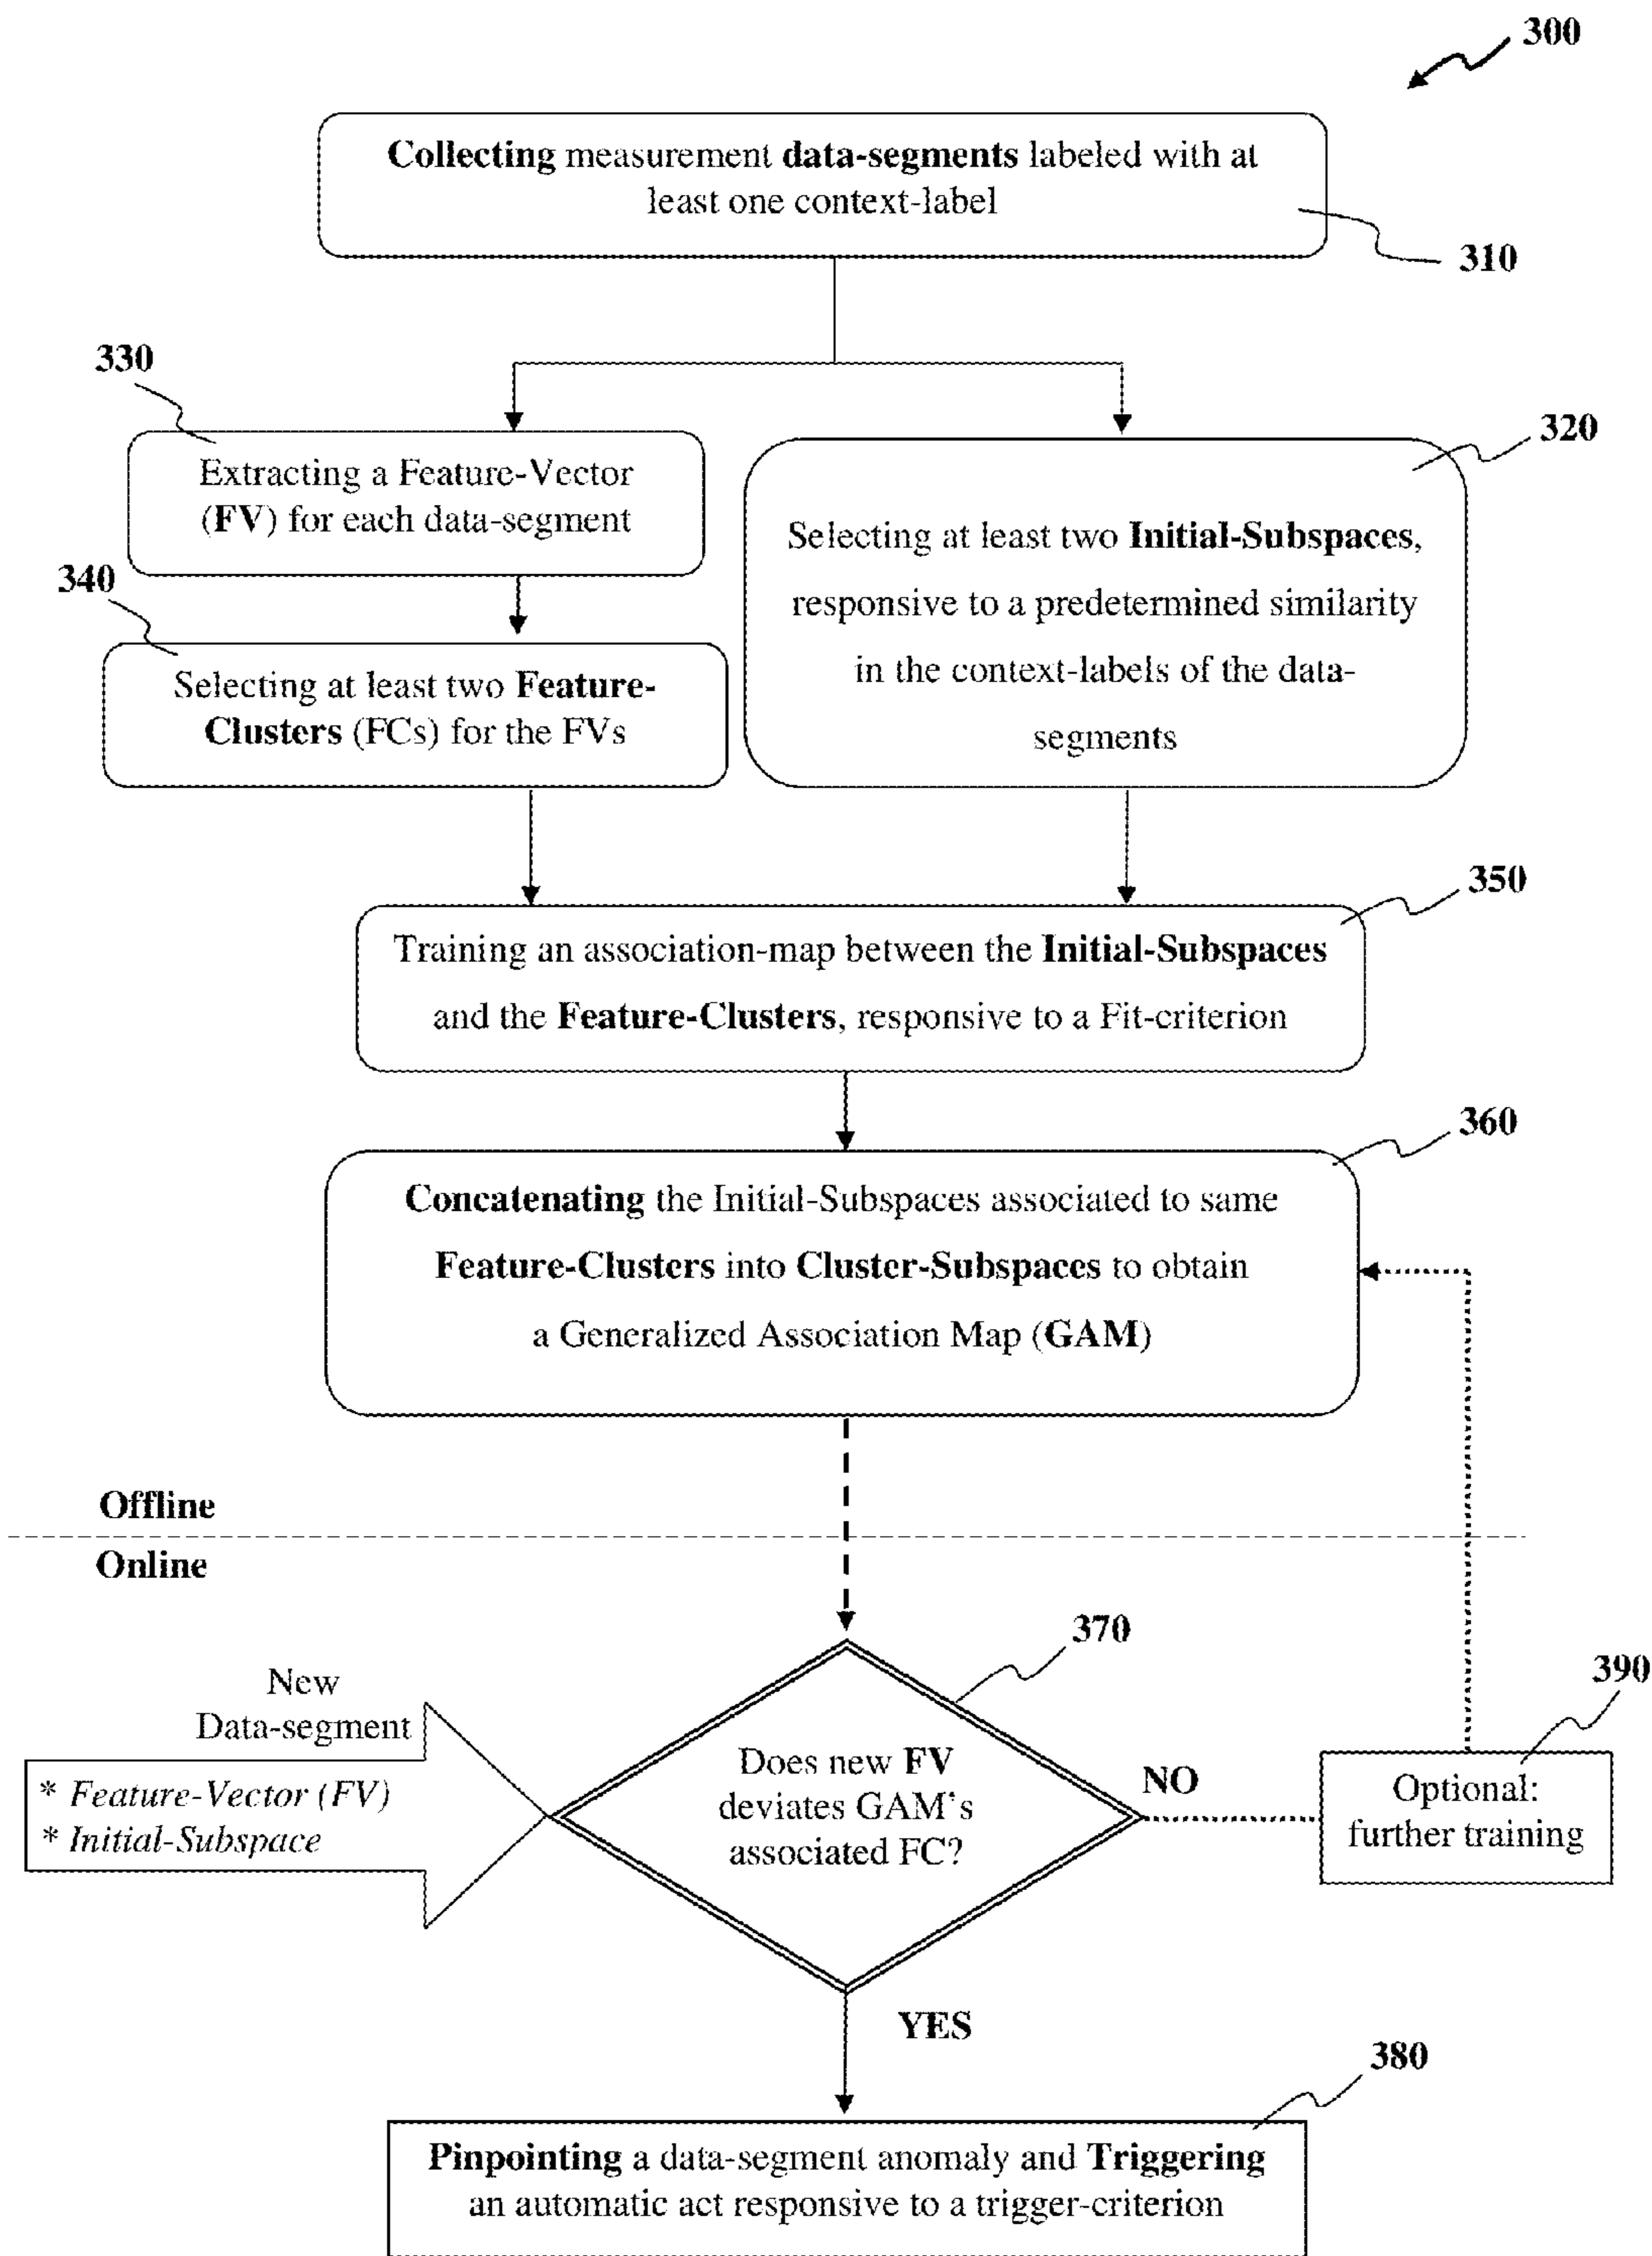 300
Collecting measurement data-segments labeled with at
least one context-label
310
330
Extracting a Feature-Vector
(FV) for each data-segment
320
Selecting at least two Initial-Subspaces,
responsive to a predetermined similarity
in the context-labels of the data-
segments
340
Selecting at least two Feature-
Clusters (FCs) for the FVs
350
Training an association-map between the Initial-Subspaces
and the Feature-Clusters, responsive to a Fit-criterion
360
Concatenating the Initial-Subspaces associated to same
Feature-Clusters into Cluster-Subspaces to obtain
a Generalized Association Map (GAM)
Offline
Online
370
New
Data-segment
* Feature-Vector (FV)
* Initial-Subspace
Does new FV
deviates GAM's
associated FC?
NO
390
Optional:
further training
YES
380
Pinpointing a data-segment anomaly and Triggering
an automatic act responsive to a trigger-criterion